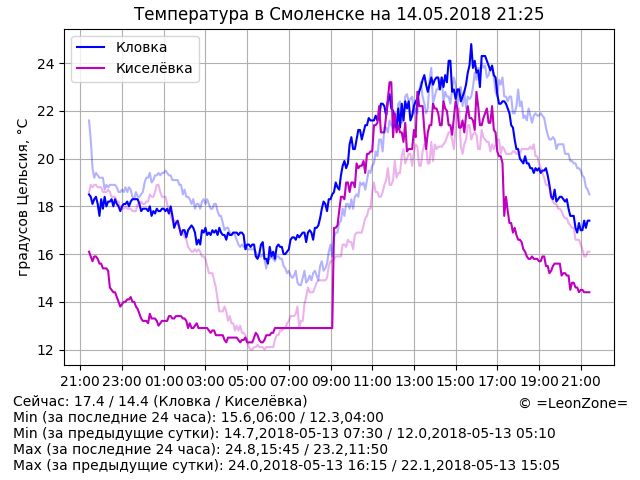 Температура в Смоленске на 14.05.2018 21:25
Кловка
Киселёвка
градусов Цельсия, °C
24
22
20
18
16
14
12
21:00 23:00 01:00 03:00 05:00 07:00 09:00 11:00 13:00 15:00 17:00 19:00 21:00
Сейчас: 17.4 / 14.4 (Кловка / Киселёвка)
© =LeonZone=
Min (за последние 24 часа): 15.6,06:00 / 12.3,04:00
Min (за предыдущие сутки): 14.7,2018-05-13 07:30 / 12.0,2018-05-13 05:10
Max (за последние 24 часа): 24.8,15:45 / 23.2,11:50
Max (за предыдущие сутки): 24.0,2018-05-13 16:15 / 22.1,2018-05-13 15:05